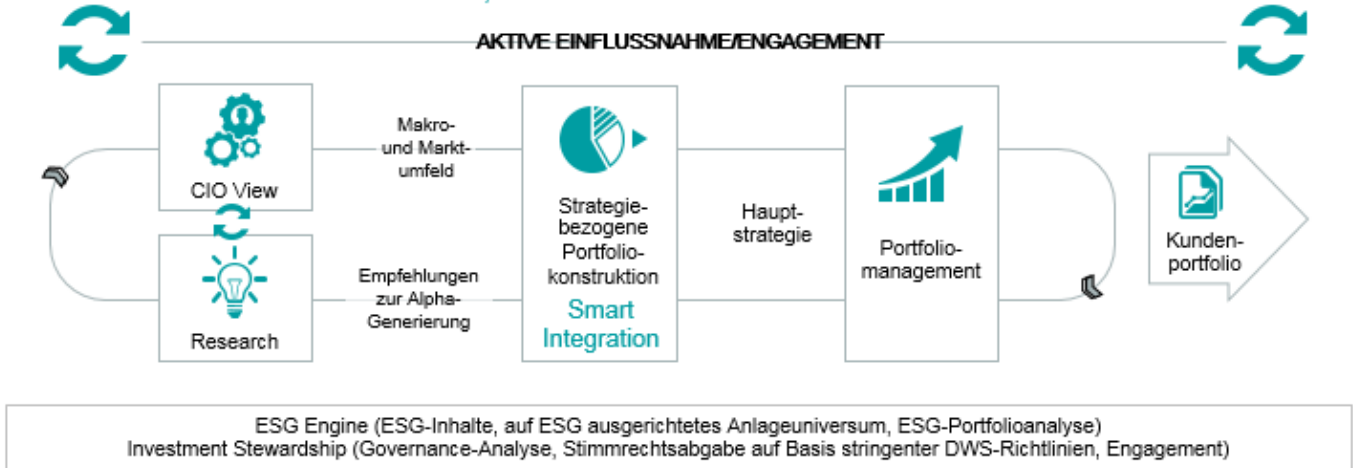 AKTIVE EINFLUSSNAHME/ENGAGEMENT
CIO View
Makro-
und Markt-
umfeld
Research
Empfehlungen
zur Alpha-
Generierung
Strategie-
bezogene
Portfolio-
konstruktion
Smart
Integration
Haupt-
strategie
Portfolio-
management
Kunden-
portfolio
ESG Engine (ESG-Inhalte, auf ESG ausgerichtetes Anlageuniversum, ESG-Portfolioanalyse)
Investment Stewardship (Governance-Analyse, Stimmrechtsabgabe auf Basis stringenter DWS-Richtlinien, Engagement)